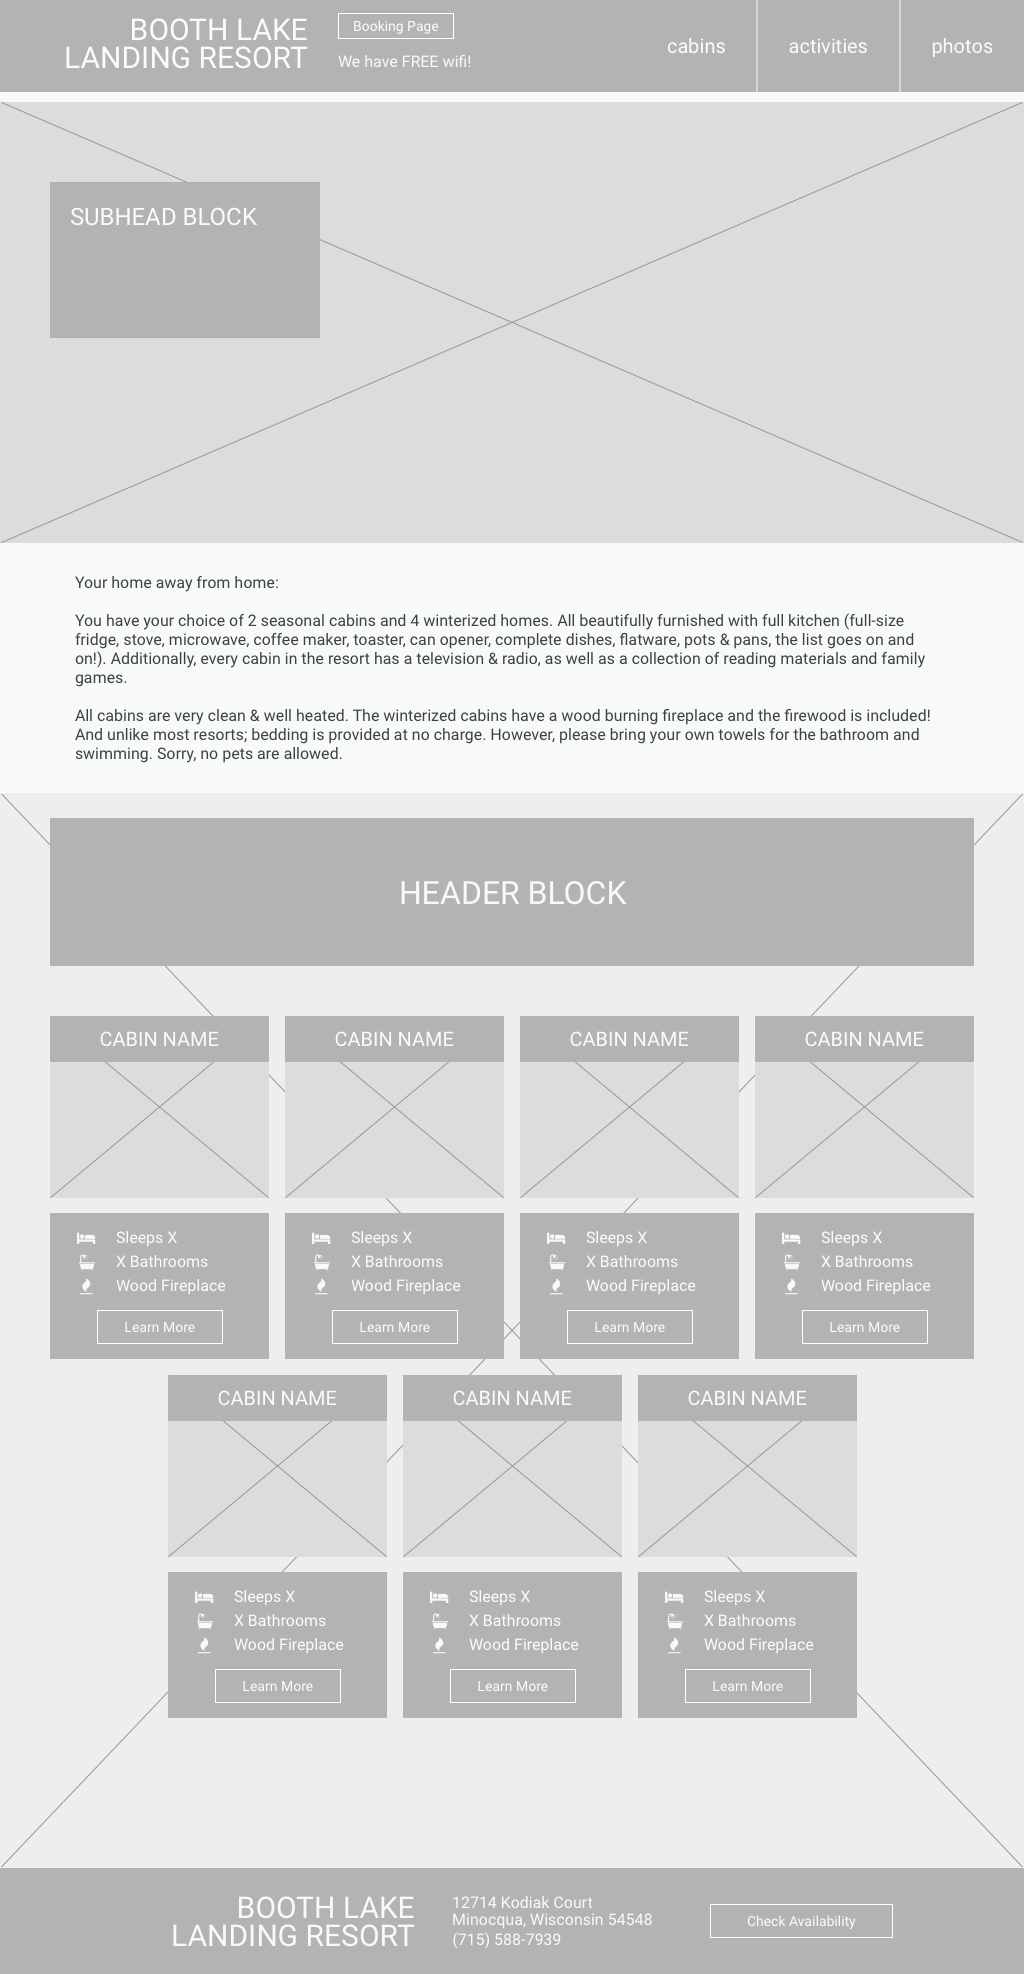 BOOTH LAKE
LANDING RESORT
Booking Page
We have FREE wifi!
cabins
activities
photos
SUBHEAD BLOCK
Your home away from home:
You have your choice of 2 seasonal cabins and 4 winterized homes. All beautifully furnished with full kitchen (full-size
fridge, stove, microwave, coffee maker, toaster, can opener, complete dishes, flatware, pots & pans, the list goes on and
on!). Additionally, every cabin in the resort has a television & radio, as well as a collection of reading materials and family
games.
All cabins are very clean & well heated. The winterized cabins have a wood burning fireplace and the firewood is included!
And unlike most resorts; bedding is provided at no charge. However, please bring your own towels for the bathroom and
swimming. Sorry, no pets are allowed.
HEADER BLOCK
CABIN NAME
Sleeps X
X Bathrooms
Wood Fireplace
Learn More
CABIN NAME
Sleeps X
X Bathrooms
Wood Fireplace
Learn More
CABIN NAME
Sleeps X
X Bathrooms
Wood Fireplace
Learn More
CABIN NAME
Sleeps X
X Bathrooms
Wood Fireplace
Learn More
CABIN NAME
Sleeps X
X Bathrooms
Wood Fireplace
Learn More
CABIN NAME
Sleeps X
X Bathrooms
Wood Fireplace
Learn More
CABIN NAME
Sleeps X
X Bathrooms
Wood Fireplace
Learn More
BOOTH LAKE
LANDING RESORT
12714 Kodiak Court
Minocqua, Wisconsin 54548
(715) 588-7939
Check Availability